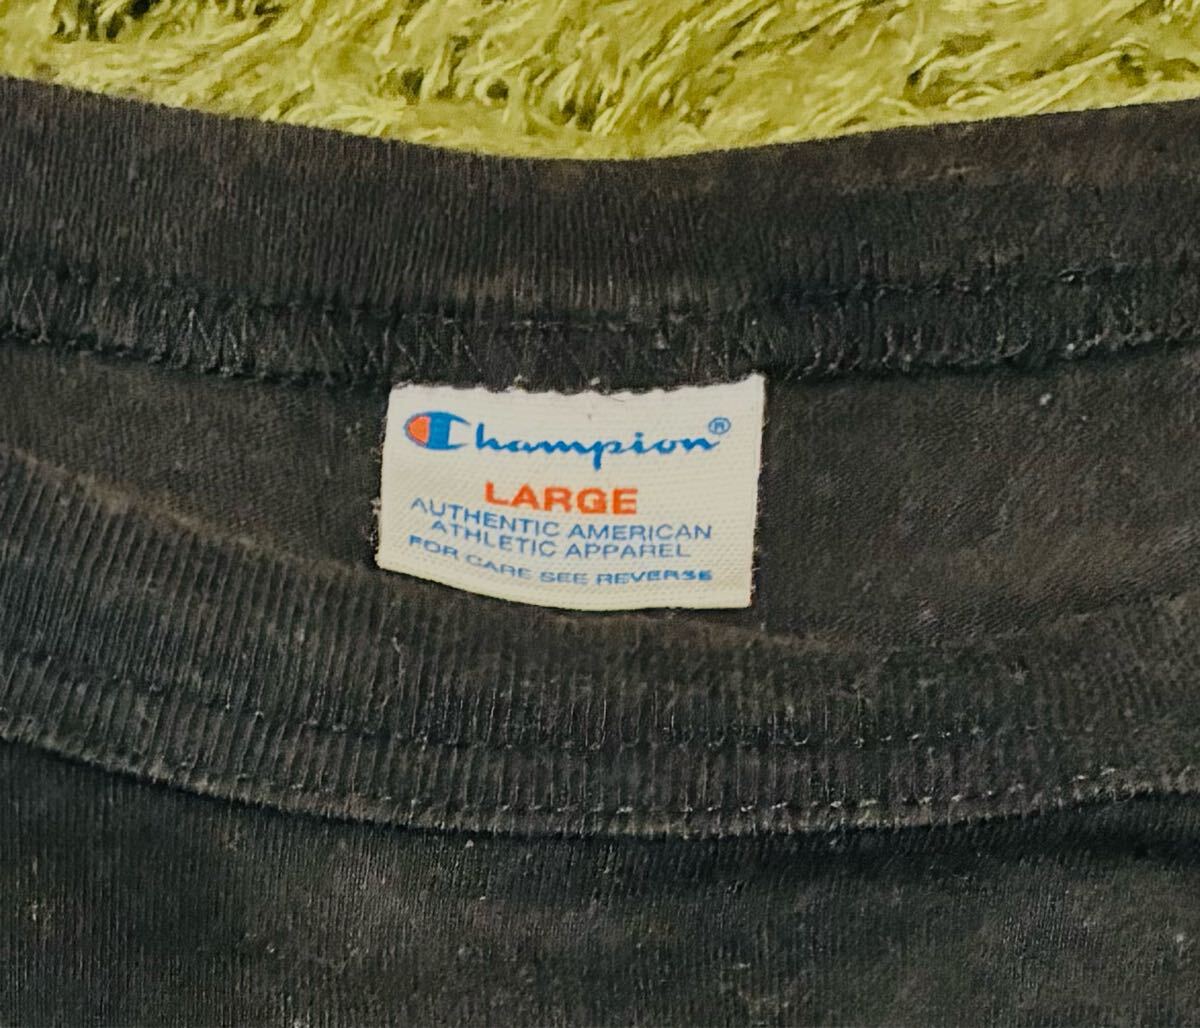 Champion®
LARGE
AUTHENTIC AMERICAN
ATHLETIC APPAREL
FOR CARE SEE REVERSE